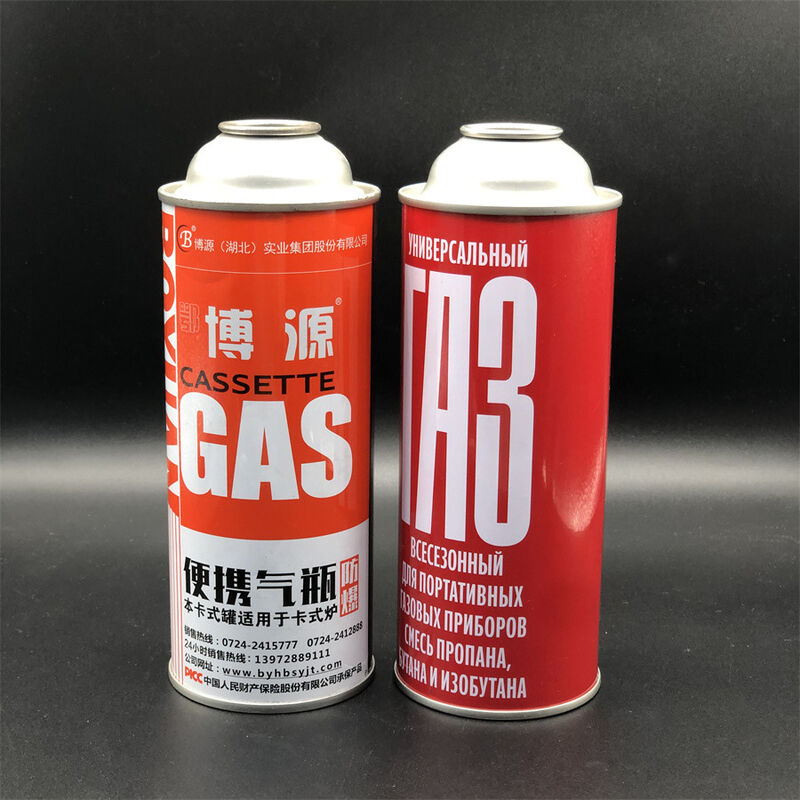 BOYUAN
B 博源（湖北）实业集团股份有限公司
鄂 博源®
CASSETTE
GAS
便携气瓶 防爆
本卡式罐适用于卡式炉
销售热线：0724-2415777 0724-2412888
24小时销售热线：13972889111
公司网址：www.byhbsyjt.com
PICC 中国人民财产保险股份有限公司承保产品
УНИВЕРСАЛЬНЫЙ
ГАЗ
ВСЕСЕЗОННЫЙ
ДЛЯ ПОРТАТИВНЫХ
ГАЗОВЫХ ПРИБОРОВ
СМЕСЬ ПРОПАНА,
БУТАНА И ИЗОБУТАНА